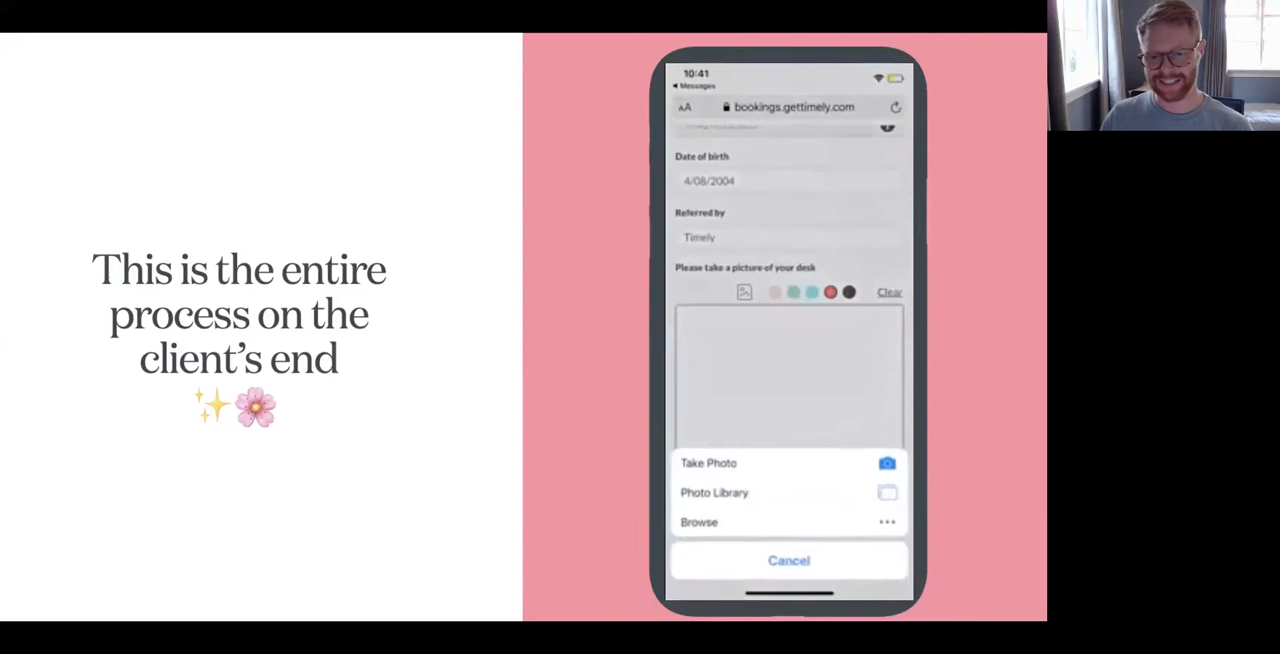 This is the entire
process on the
client’s end
✨🌸
10:41
◀ Messages
AA bookings.gettimely.com
Date of birth
4/08/2004
Referred by
Timely
Please take a picture of your desk
Clear
Take Photo
Photo Library
Browse
Cancel